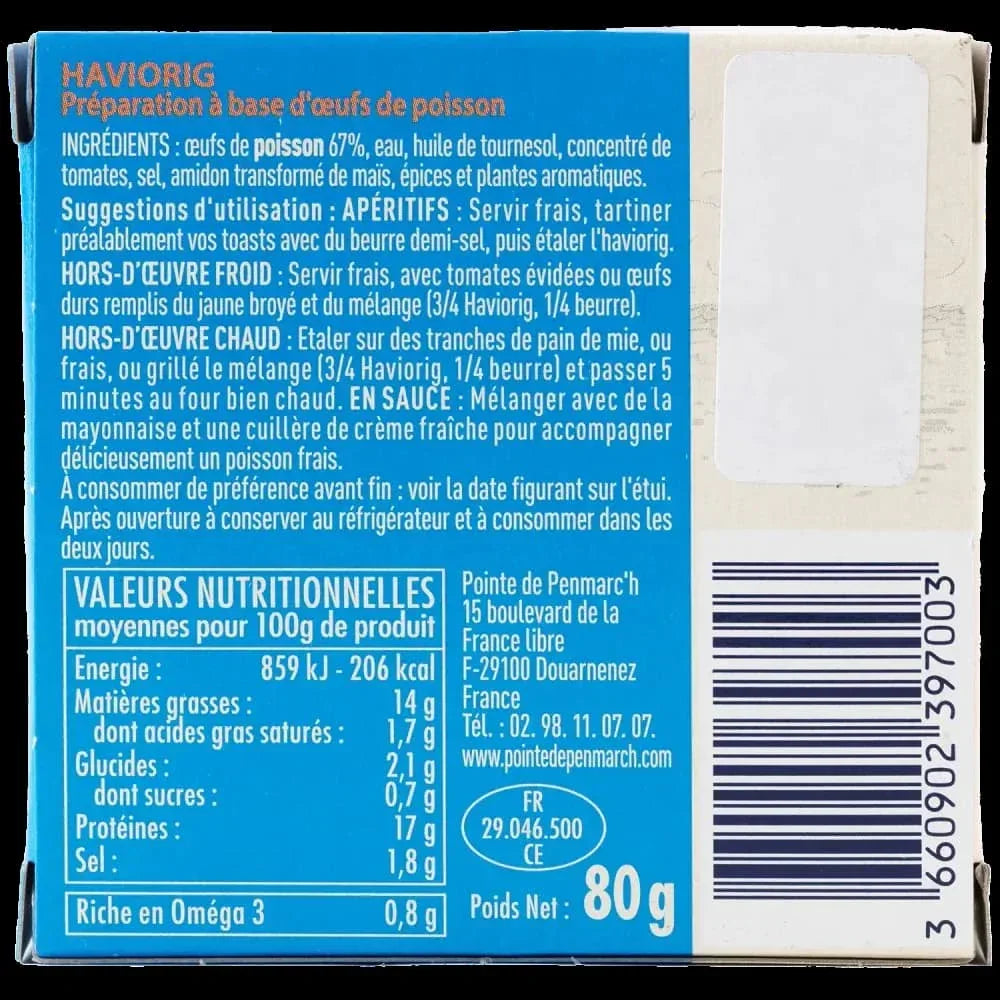 HAVIORIG
Préparation à base d'œufs de poisson
INGRÉDIENTS : œufs de poisson 67%, eau, huile de tournesol, concentré de
tomates, sel, amidon transformé de maïs, épices et plantes aromatiques.
Suggestions d'utilisation : APÉRITIFS : Servir frais, tartiner
préalablement vos toasts avec du beurre demi-sel, puis étaler l'haviorig.
HORS-D'ŒUVRE FROID : Servir frais, avec tomates évidées ou œufs
durs remplis du jaune broyé et du mélange (3/4 Haviorig, 1/4 beurre).
HORS-D'ŒUVRE CHAUD : Etaler sur des tranches de pain de mie, ou
frais, ou grillé le mélange (3/4 Haviorig, 1/4 beurre) et passer 5
minutes au four bien chaud. EN SAUCE : Mélanger avec de la
mayonnaise et une cuillère de crème fraîche pour accompagner
délicieusement un poisson frais.
À consommer de préférence avant fin : voir la date figurant sur l'étui.
Après ouverture à conserver au réfrigérateur et à consommer dans les
deux jours.
VALEURS NUTRITIONNELLES
moyennes pour 100g de produit
Energie : 859 kJ - 206 kcal
Matières grasses : 14 g
dont acides gras saturés : 1,7 g
Glucides : 2,1 g
dont sucres : 0,7 g
Protéines : 17 g
Sel : 1,8 g
Riche en Oméga 3 0,8 g
Pointe de Penmarc'h
15 boulevard de la
France libre
F-29100 Douarnenez
France
Tél. : 02. 98. 11. 07. 07.
www.pointedepenmarch.com
FR
29.046.500
CE
Poids Net : 80 g
3 660902 397003